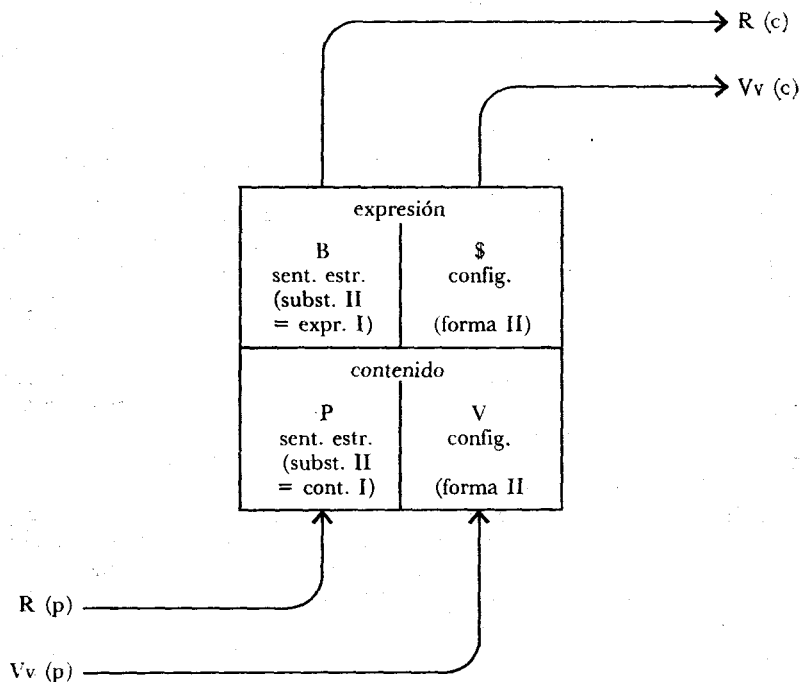 R (c)
Vv (c)
expresión
B
sent. estr.
(subst. II
= expr. I)
$
config.
(forma II)
contenido
P
sent. estr.
(subst. II
= cont. I)
V
config.
(forma II
R (p)
Vv (p)